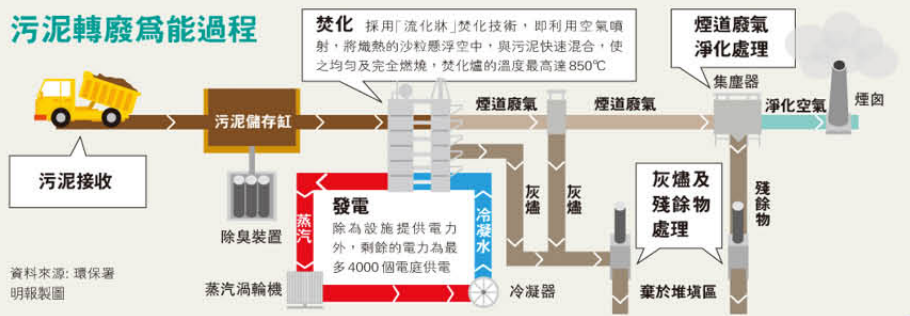 污泥轉廢爲能過程
焚化 採用「流化牀」焚化技術，即利用空氣噴
射，將熾熱的沙粒懸浮空中，與污泥快速混合，使
之均勻及完全燃燒，焚化爐的溫度最高達850℃
煙道廢氣
淨化處理
集塵器
煙道廢氣
煙道廢氣
淨化空氣
煙囪
污泥儲存缸
污泥接收
除臭裝置
蒸汽
發電
除為設施提供電力
外，剩餘的電力為最
多4000個電庭供電
冷凝水
灰燼
灰燼
灰燼及
殘餘物
處理
殘餘物
資料來源：環保署
明報製圖
蒸汽渦輪機
冷凝器
棄於堆填區